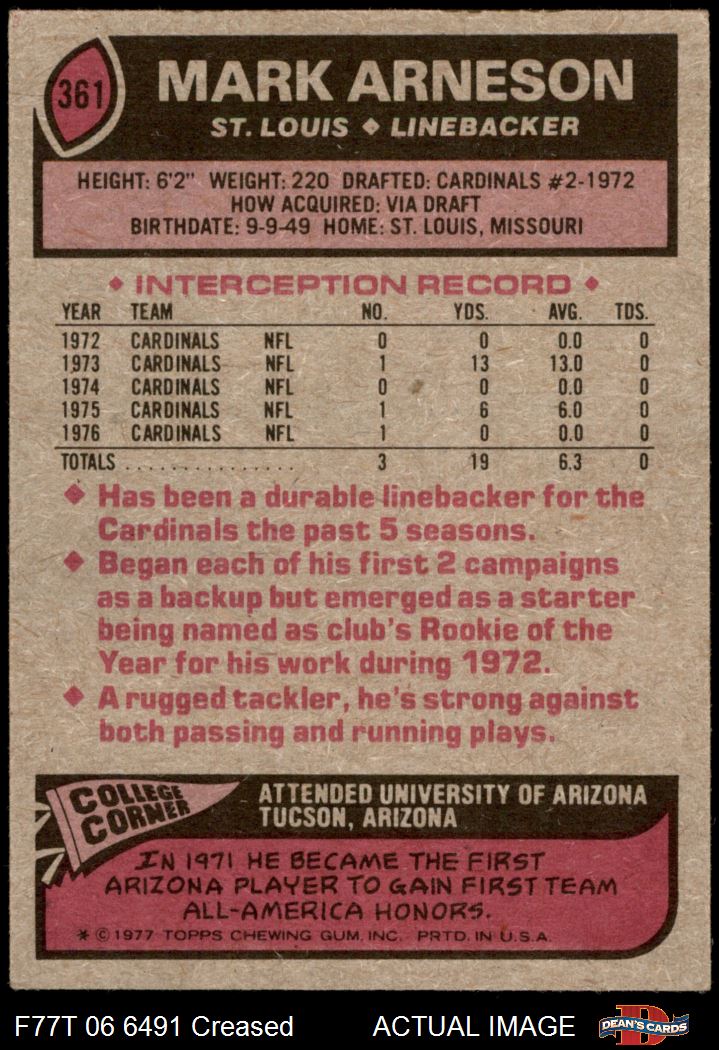 361
MARK ARNESON
ST. LOUIS ◆ LINEBACKER
HEIGHT: 6'2" WEIGHT: 220 DRAFTED: CARDINALS #2-1972
HOW ACQUIRED: VIA DRAFT
BIRTHDATE: 9-9-49 HOME: ST. LOUIS, MISSOURI
◆ INTERCEPTION RECORD ◆
YEAR TEAM NO. YDS. AVG. TDS.
1972 CARDINALS NFL 0 0 0.0 0
1973 CARDINALS NFL 1 13 13.0 0
1974 CARDINALS NFL 0 0 0.0 0
1975 CARDINALS NFL 1 6 6.0 0
1976 CARDINALS NFL 1 0 0.0 0
TOTALS . . . . . . . . . . . . . . . . 3 19 6.3 0
◆ Has been a durable linebacker for the
Cardinals the past 5 seasons.
◆ Began each of his first 2 campaigns
as a backup but emerged as a starter
being named as club's Rookie of the
Year for his work during 1972.
◆ A rugged tackler, he's strong against
both passing and running plays.
COLLEGE
CORNER
ATTENDED UNIVERSITY OF ARIZONA
TUCSON, ARIZONA
IN 1971 HE BECAME THE FIRST
ARIZONA PLAYER TO GAIN FIRST TEAM
ALL-AMERICA HONORS.
* © 1977 TOPPS CHEWING GUM, INC. PRTD. IN U.S.A.
F77T 06 6491 Creased ACTUAL IMAGE
D
DEAN'S CARDS